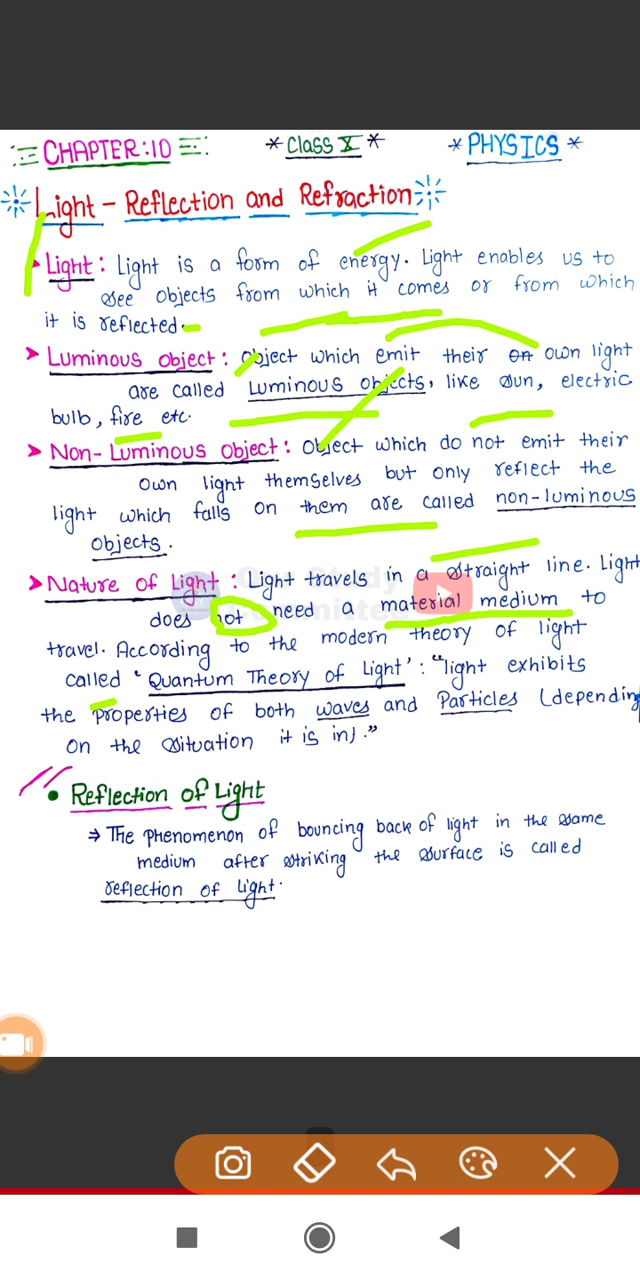 CHAPTER:10 * Class X * * PHYSICS *
Light - Reflection and Refraction
Light: Light is a form of energy. Light enables us to
see objects from which it comes or from which
it is reflected.
Luminous object: Object which emit their on own light
are called Luminous objects, like sun, electric
bulb, fire etc.
Non-Luminous object: Object which do not emit their
own light themselves but only reflect the
light which falls on them are called non-luminous
objects.
Nature of Light: Light travels in a straight line. Light
does not need a material medium to
travel. According to the modern theory of light
called 'Quantum Theory of Light': "light exhibits
the properties of both waves and Particles (depending
on the situation it is in)."
• Reflection of Light
⇒ The phenomenon of bouncing back of light in the same
medium after striking the surface is called
reflection of light.